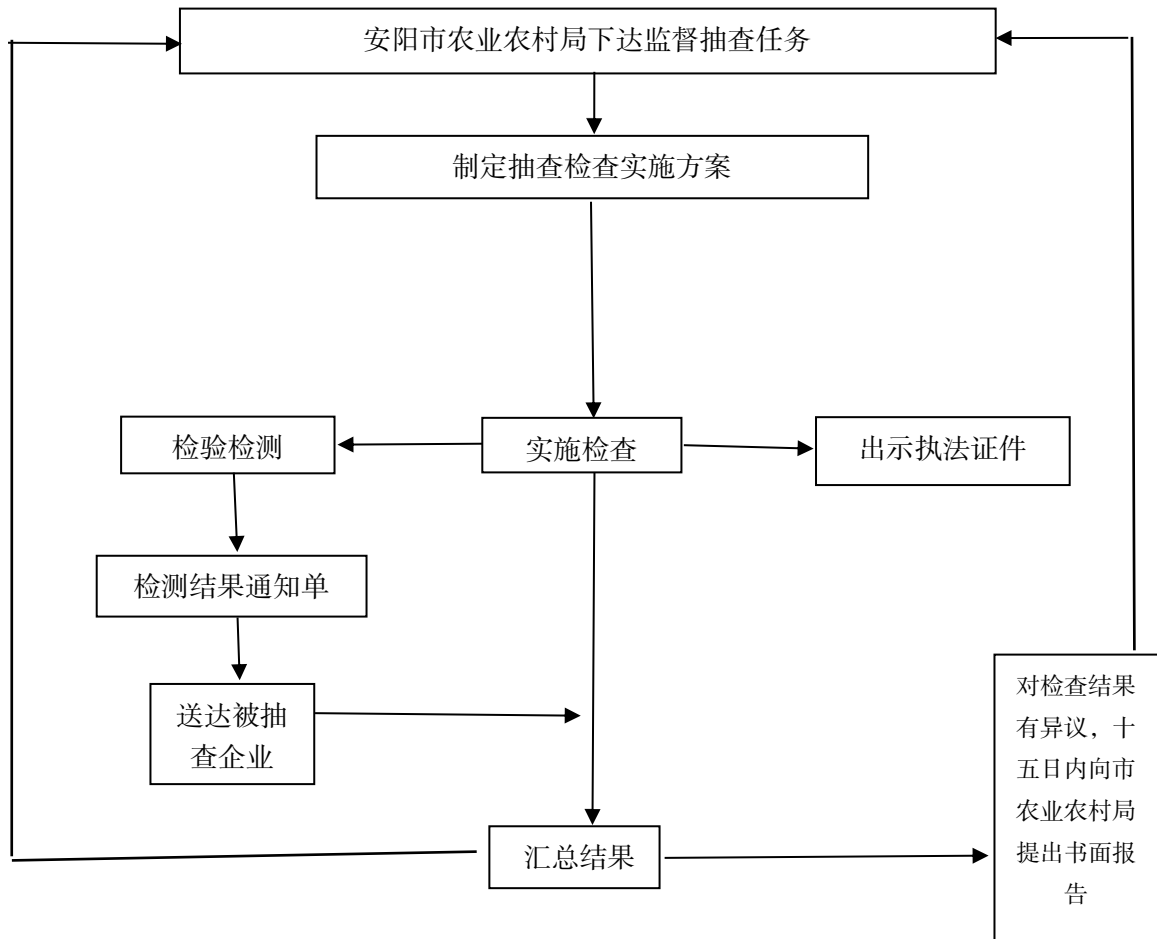 安阳市农业农村局下达监督抽查任务
制定抽查检查实施方案
检验检测
实施检查
出示执法证件
检测结果通知单
送达被抽
查企业
对检查结果
有异议，十
五日内向市
农业农村局
提出书面报
告
汇总结果